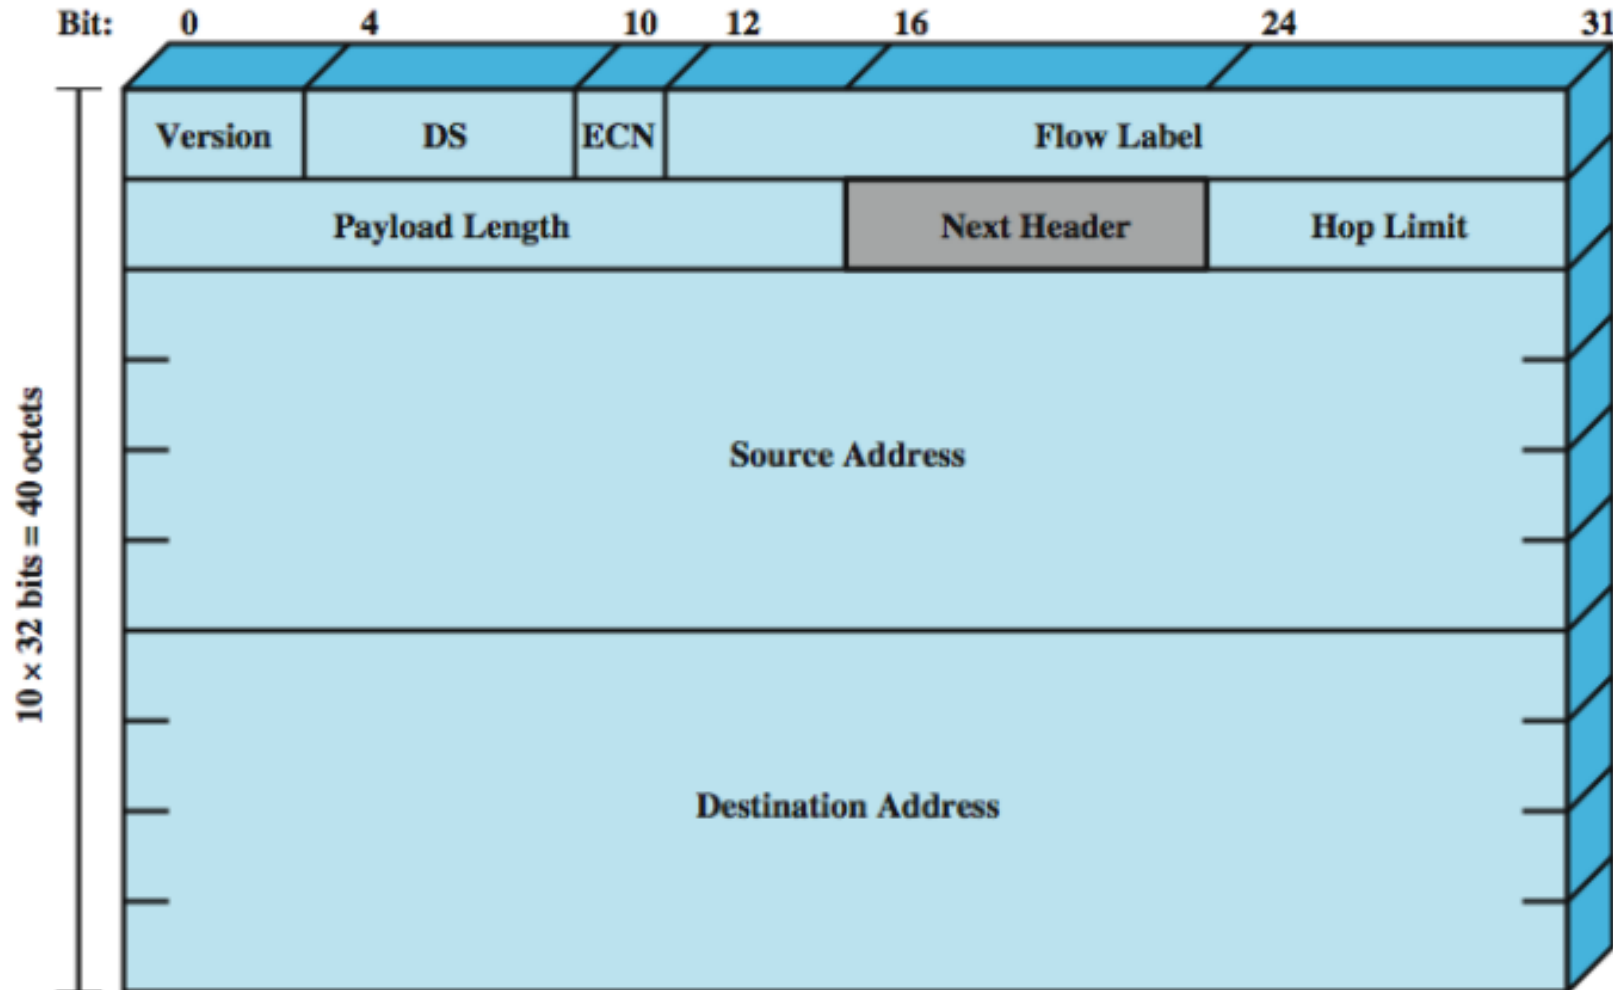 Bit: 0 4 10 12 16 24 31
Version DS ECN Flow Label
Payload Length Next Header Hop Limit
Source Address
Destination Address
10 × 32 bits = 40 octets